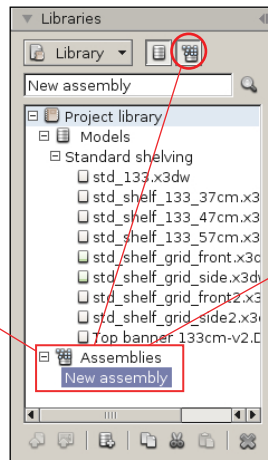 Libraries
Library
New assembly
Project library
Models
Standard shelving
std_133.x3dw
std_shelf_133_37cm.x3
std_shelf_133_47cm.x3
std_shelf_133_57cm.x3
std_shelf_grid_front.x3d
std_shelf_grid_side.x3d
std_shelf_grid_front2.x3
std_shelf_grid_side2.x3
Top banner 133cm-v2.D
Assemblies
New assembly